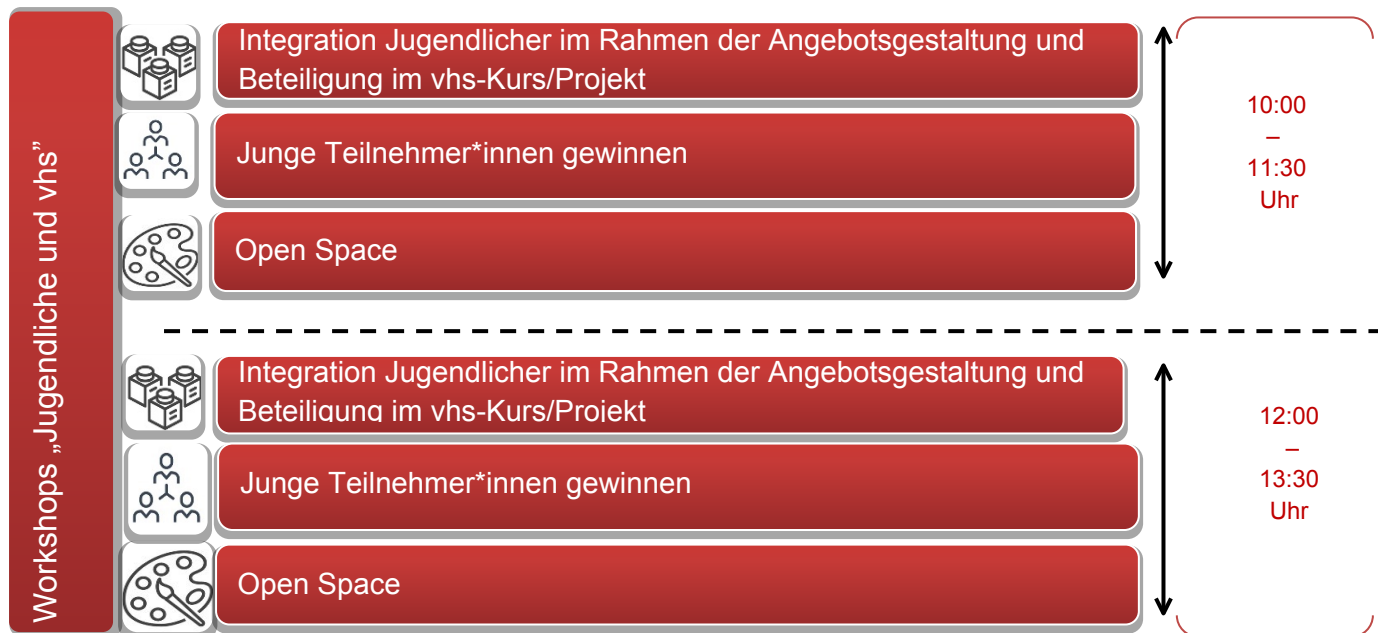 Workshops „Jugendliche und vhs”
Integration Jugendlicher im Rahmen der Angebotsgestaltung und
Beteiligung im vhs-Kurs/Projekt
Junge Teilnehmer*innen gewinnen
Open Space
10:00
–
11:30
Uhr
Integration Jugendlicher im Rahmen der Angebotsgestaltung und
Beteiligung im vhs-Kurs/Projekt
Junge Teilnehmer*innen gewinnen
Open Space
12:00
–
13:30
Uhr